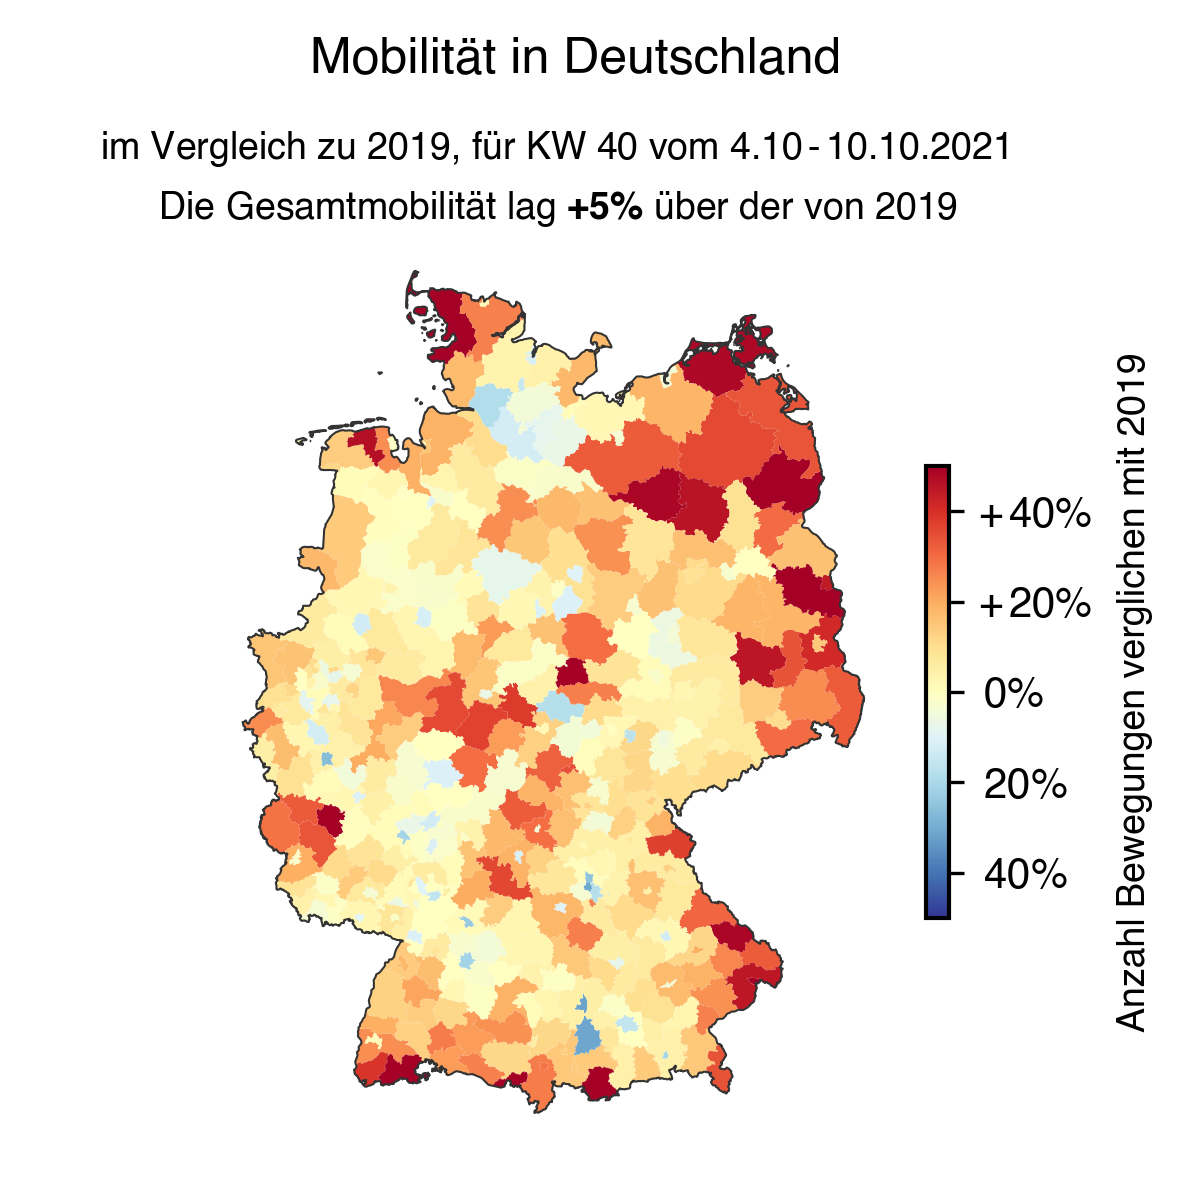 Mobilität in Deutschland
im Vergleich zu 2019, für KW 40 vom 4.10 - 10.10.2021
Die Gesamtmobilität lag +5% über der von 2019
+40%
+20%
0%
20%
40%
Anzahl Bewegungen verglichen mit 2019